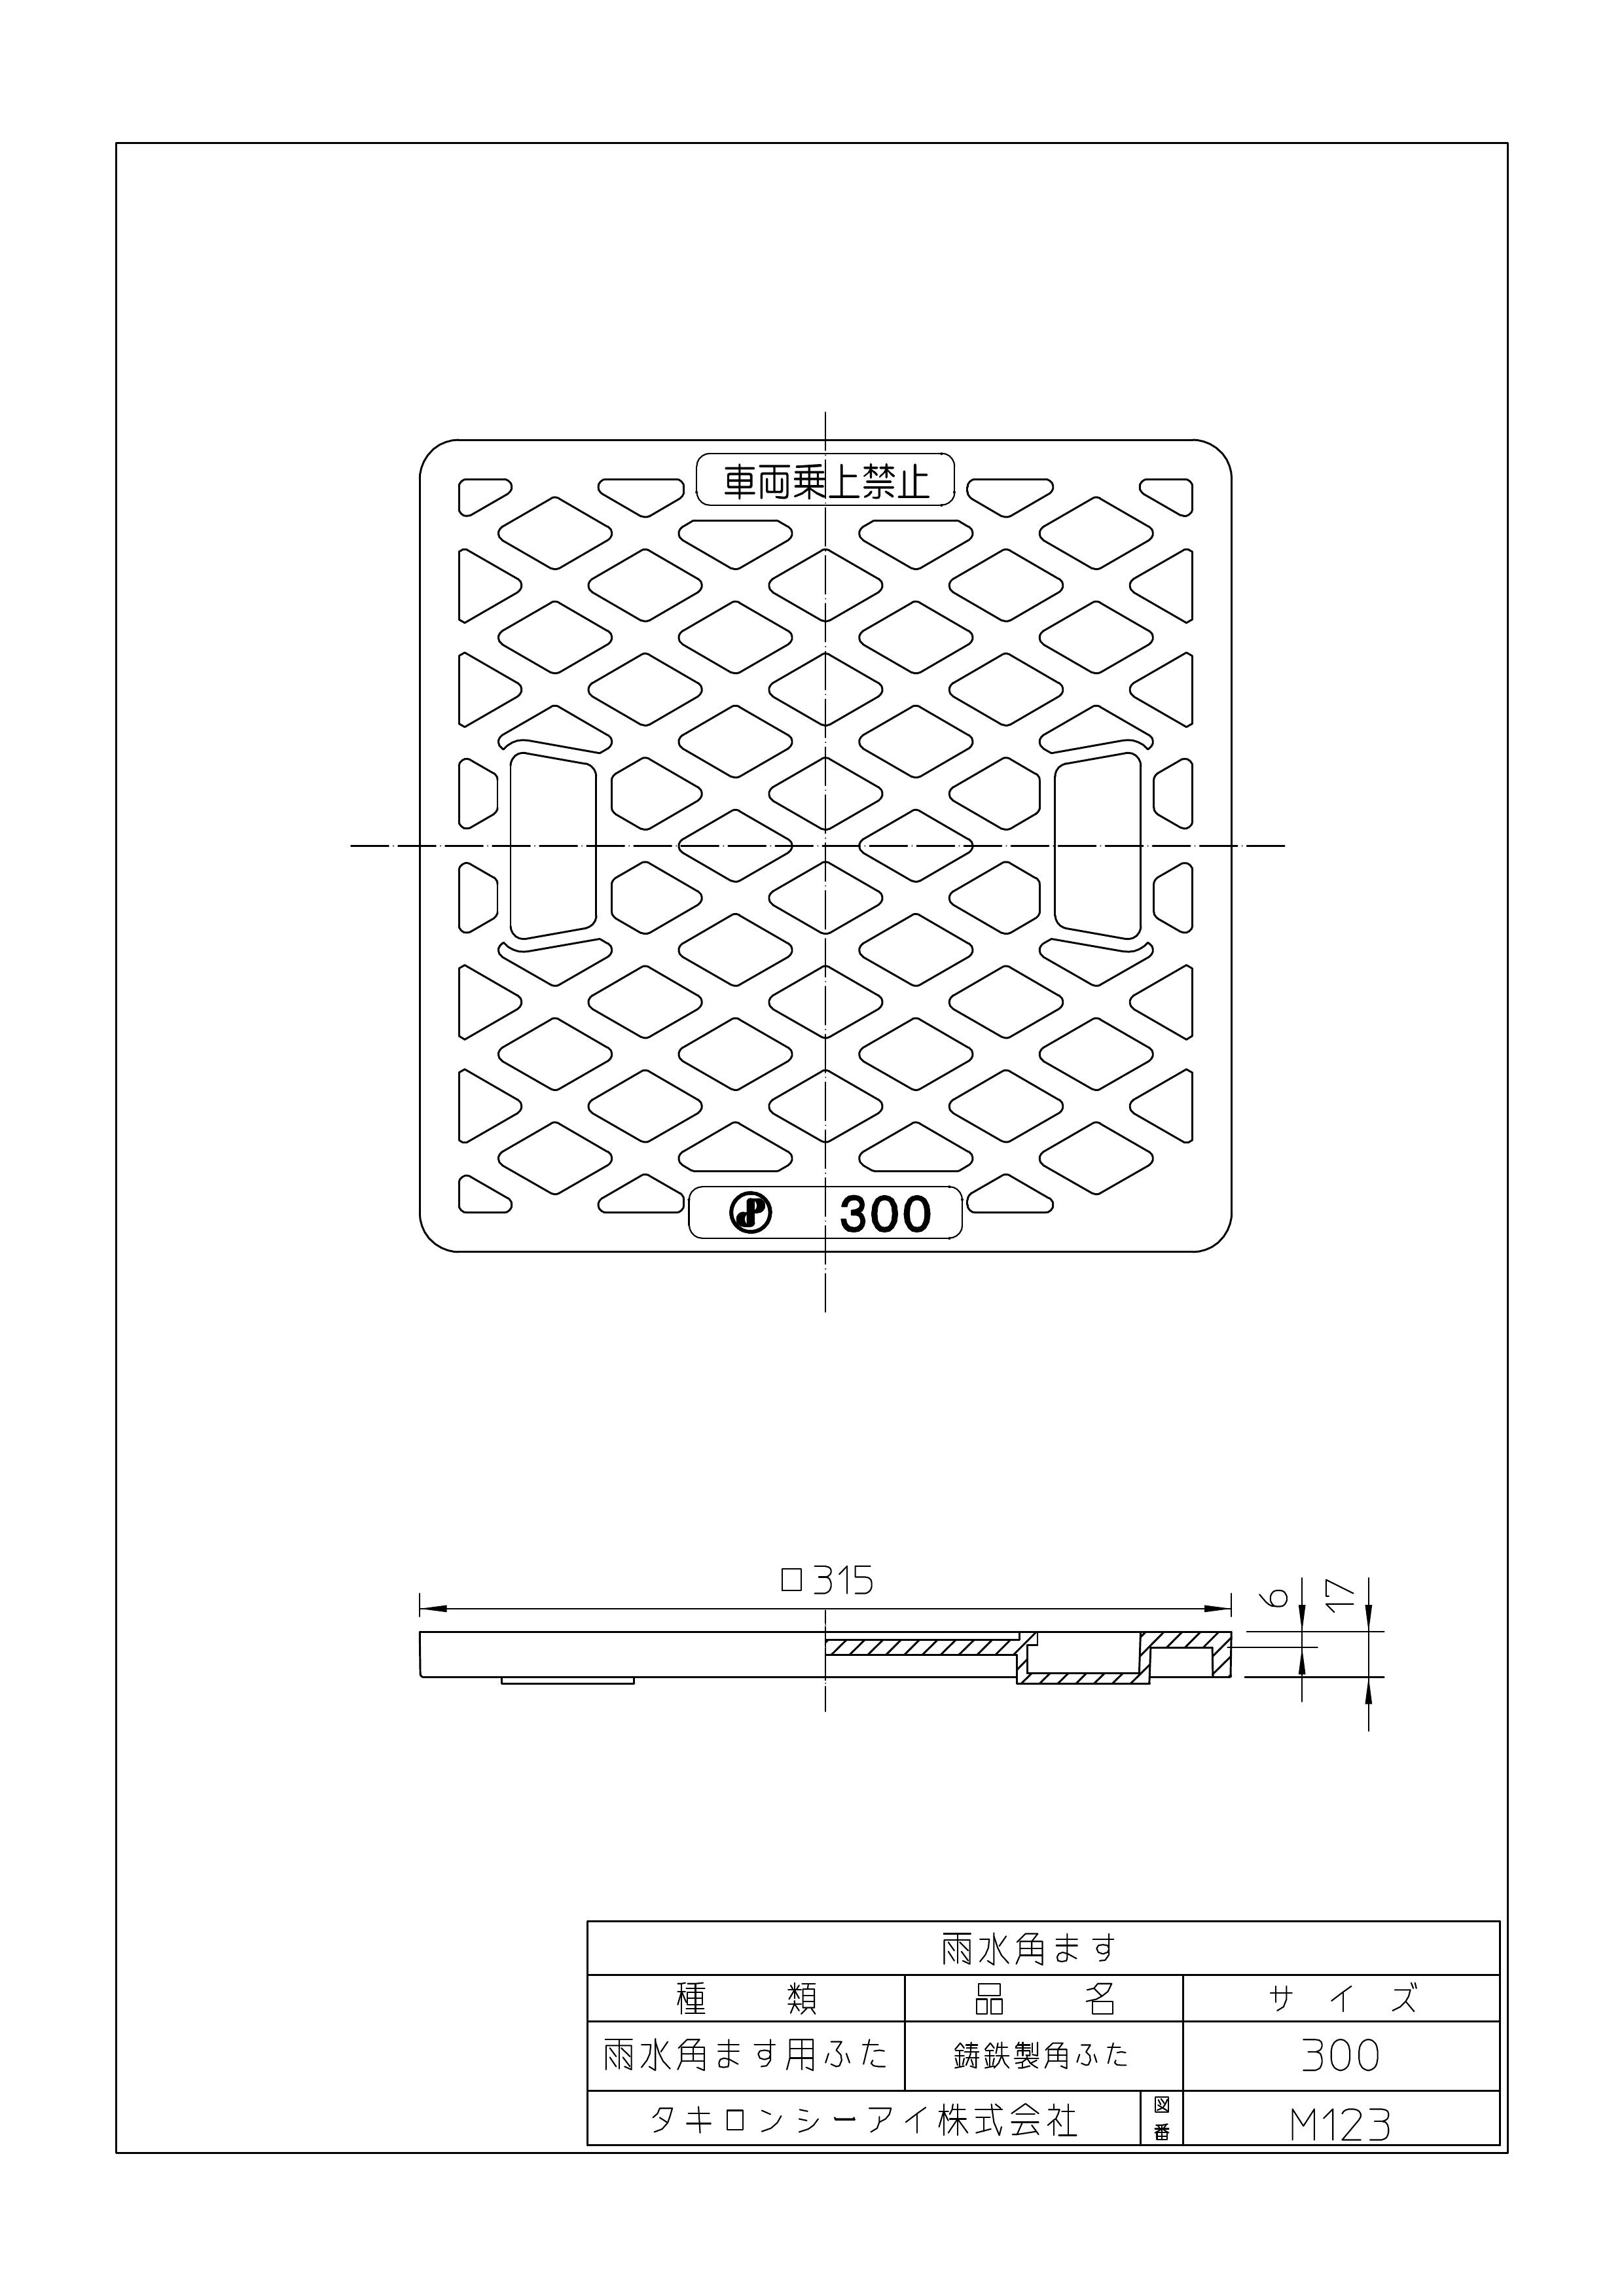 車両乗上禁止
300
□315
6
17
雨水角ます
種 類 品 名 サイズ
雨水角ます用ふた 鋳鉄製角ふた 300
タキロンシーアイ株式会社 図番 M123